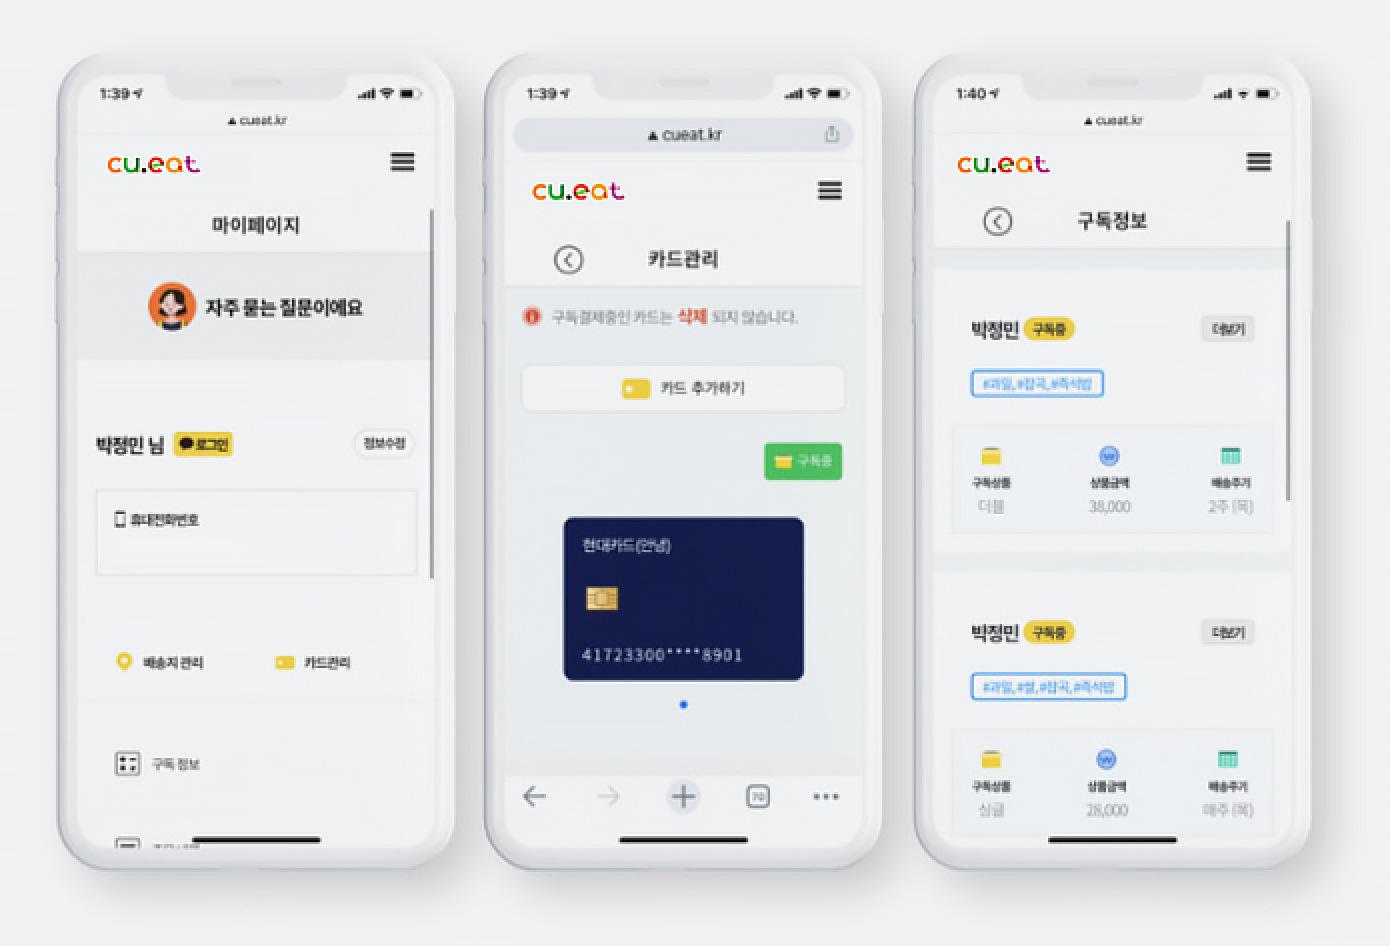 1:39
cueat.kr
cu.eat
마이페이지
자주 묻는 질문이에요
박정민 님
로그인
정보수정
휴대전화번호
배송지 관리
카드관리
구독 정보
1:39
cueat.kr
cu.eat
카드관리
구독결제중인 카드는 삭제 되지 않습니다.
카드 추가하기
구독중
현대카드(안녕)
41723300****8901
1:40
cueat.kr
cu.eat
구독정보
박정민
구독중
더보기
#과일,#잡곡,#즉석밥
구독상품
상품금액
배송주기
더블
38,000
2주 (목)
박정민
구독중
더보기
#과일,#쌀,#잡곡,#즉석밥
구독상품
상품금액
배송주기
싱글
28,000
매주 (목)